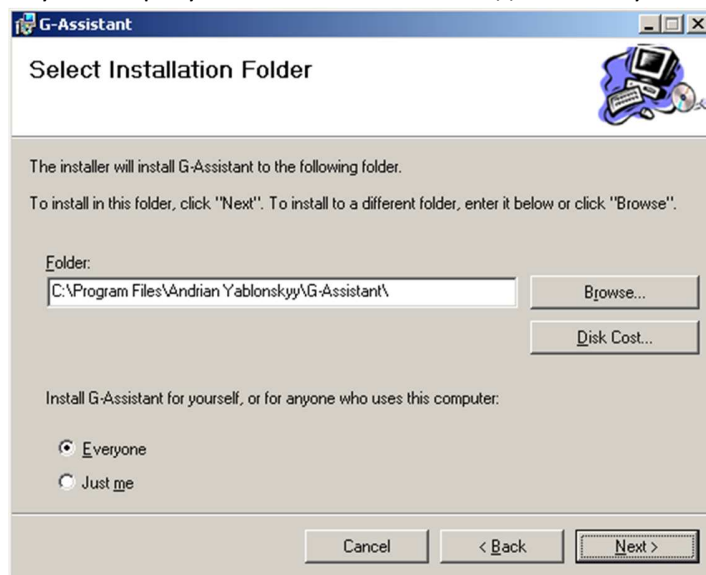 G-Assistant
Select Installation Folder
The installer will install G-Assistant to the following folder.
To install in this folder, click "Next". To install to a different folder, enter it below or click "Browse".
Folder:
C:\Program Files\Andrian Yablonskyy\G-Assistant\
Browse...
Disk Cost...
Install G-Assistant for yourself, or for anyone who uses this computer:
Everyone
Just me
Cancel
< Back
Next >